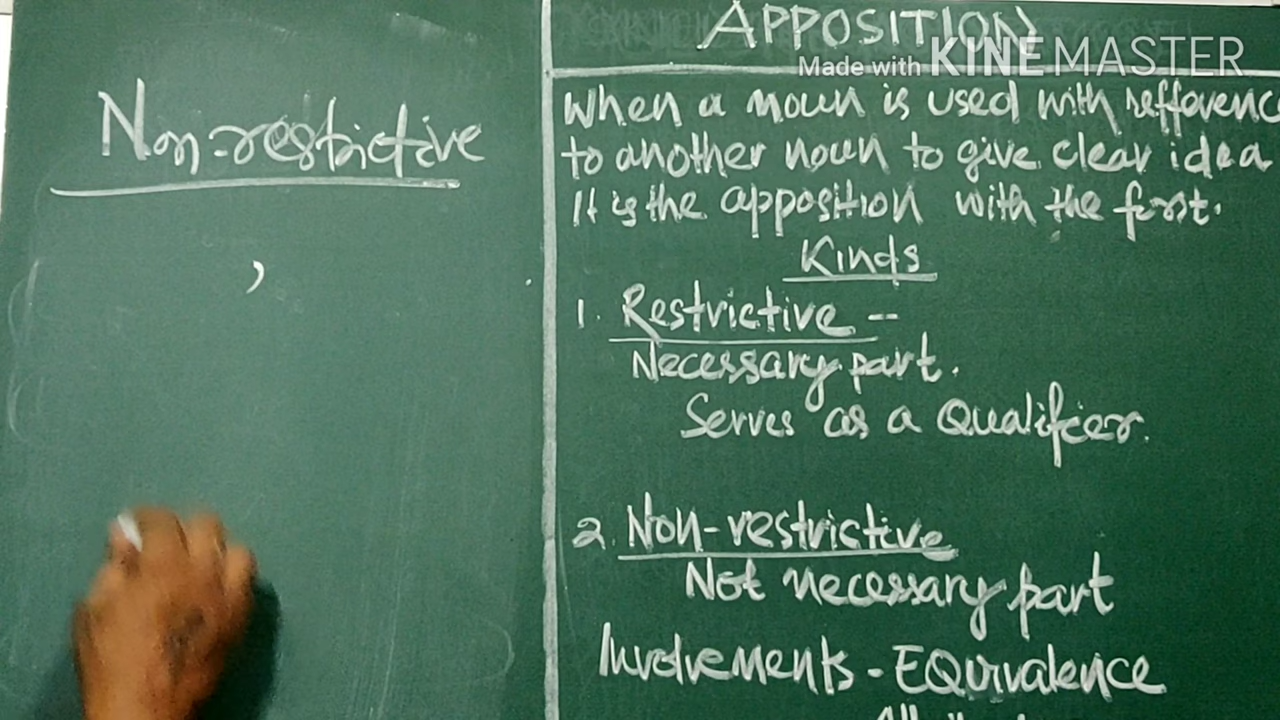 Non-restrictive
,
APPOSITION
Made with KINEMASTER
When a noun is used with refferenc
to another noun to give clear idea
It is the apposition with the first.
Kinds
1. Restrictive --
Necessary part.
Serves as a Qualifier.
2. Non-restrictive
Not necessary part
Involvements - EQuivalence